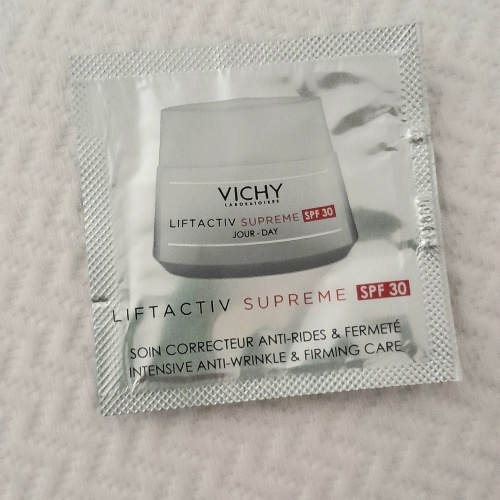 VICHY
LABORATOIRES
LIFTACTIV SUPREME SPF 30
JOUR - DAY
LIFTACTIV SUPREME SPF 30
SOIN CORRECTEUR ANTI-RIDES & FERMETÉ
INTENSIVE ANTI-WRINKLE & FIRMING CARE